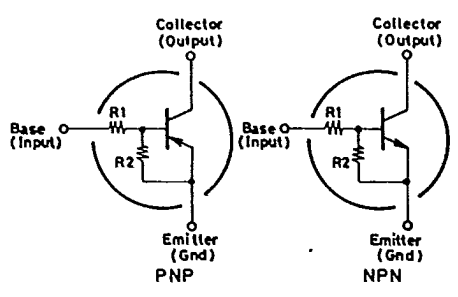 Collector
(Output)
R1
Base
(Input)
R2
Emitter
(Gnd)
PNP
Collector
(Output)
R1
Base
(Input)
R2
Emitter
(Gnd)
NPN